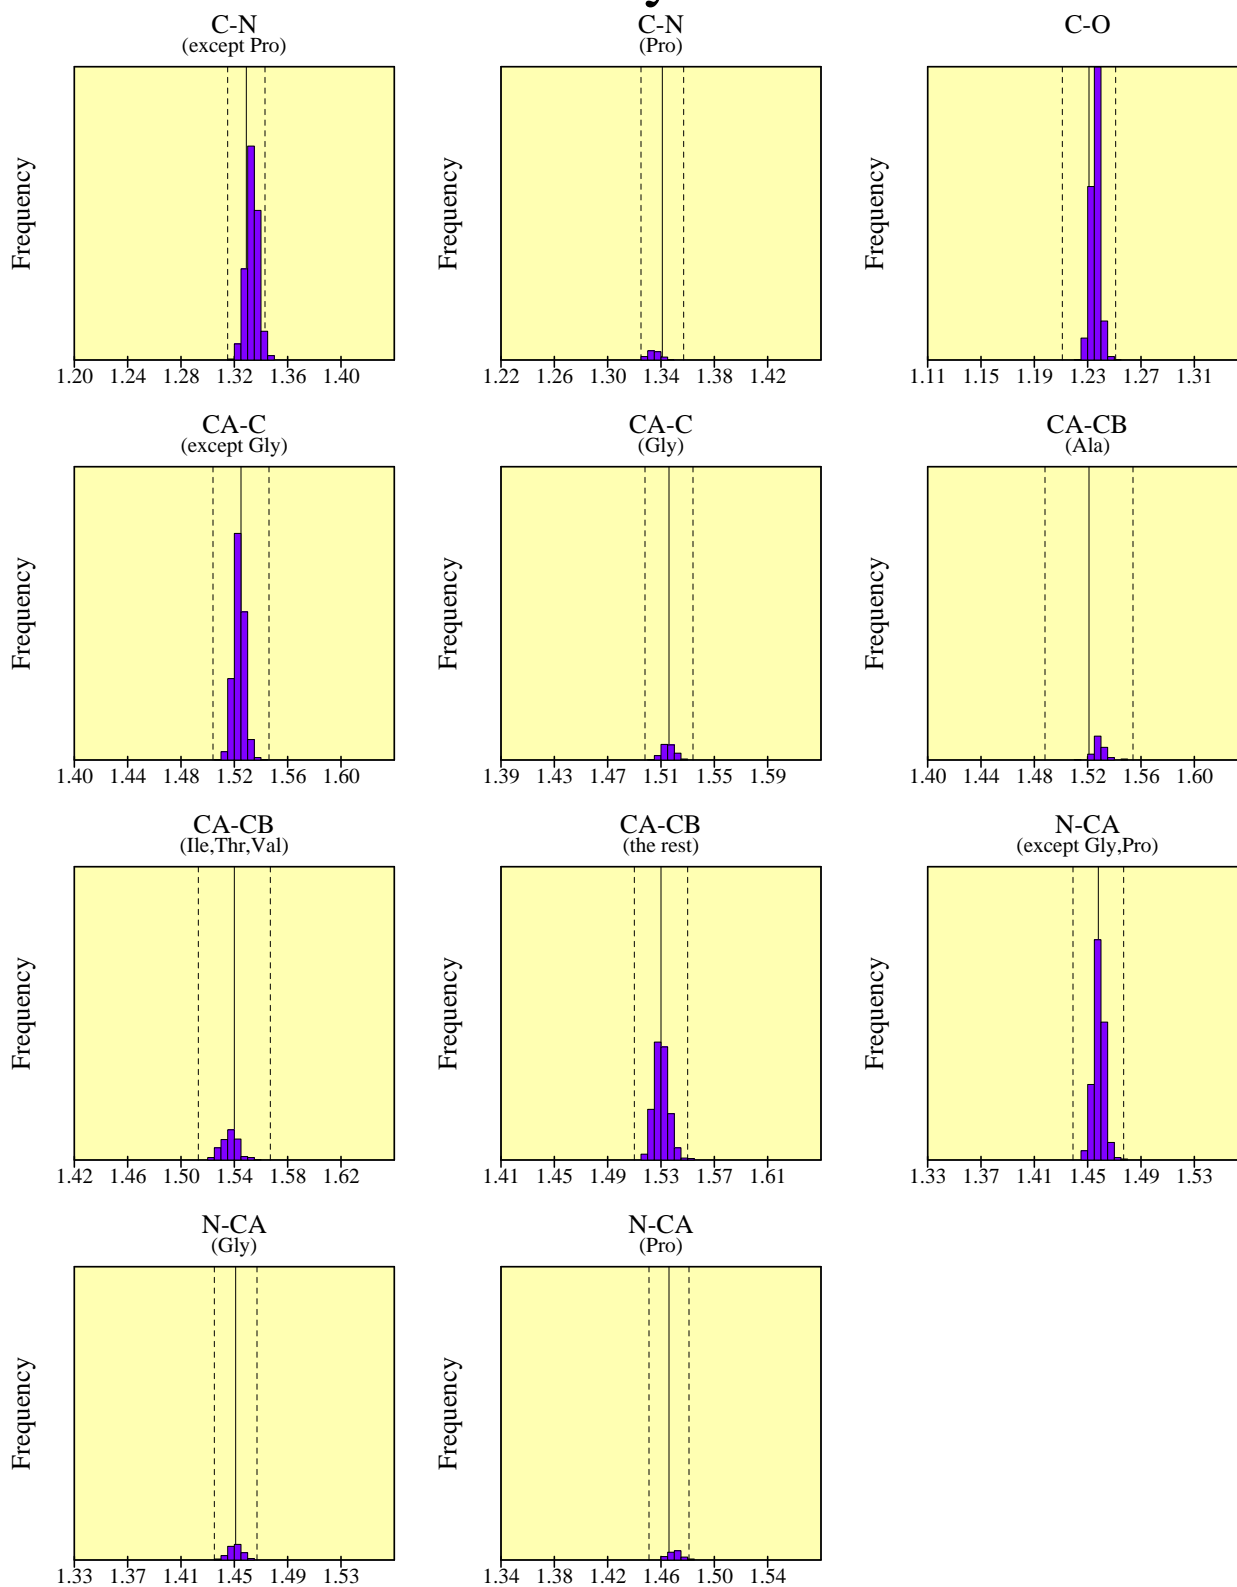 C-N
(except Pro)
C-N
(Pro)
C-O
Frequency
Frequency
Frequency
1.20 1.24 1.28 1.32 1.36 1.40
1.22 1.26 1.30 1.34 1.38 1.42
1.11 1.15 1.19 1.23 1.27 1.31
CA-C
(except Gly)
CA-C
(Gly)
CA-CB
(Ala)
Frequency
Frequency
Frequency
1.40 1.44 1.48 1.52 1.56 1.60
1.39 1.43 1.47 1.51 1.55 1.59
1.40 1.44 1.48 1.52 1.56 1.60
CA-CB
(Ile,Thr,Val)
CA-CB
(the rest)
N-CA
(except Gly,Pro)
Frequency
Frequency
Frequency
1.42 1.46 1.50 1.54 1.58 1.62
1.41 1.45 1.49 1.53 1.57 1.61
1.33 1.37 1.41 1.45 1.49 1.53
N-CA
(Gly)
N-CA
(Pro)
Frequency
Frequency
1.33 1.37 1.41 1.45 1.49 1.53
1.34 1.38 1.42 1.46 1.50 1.54